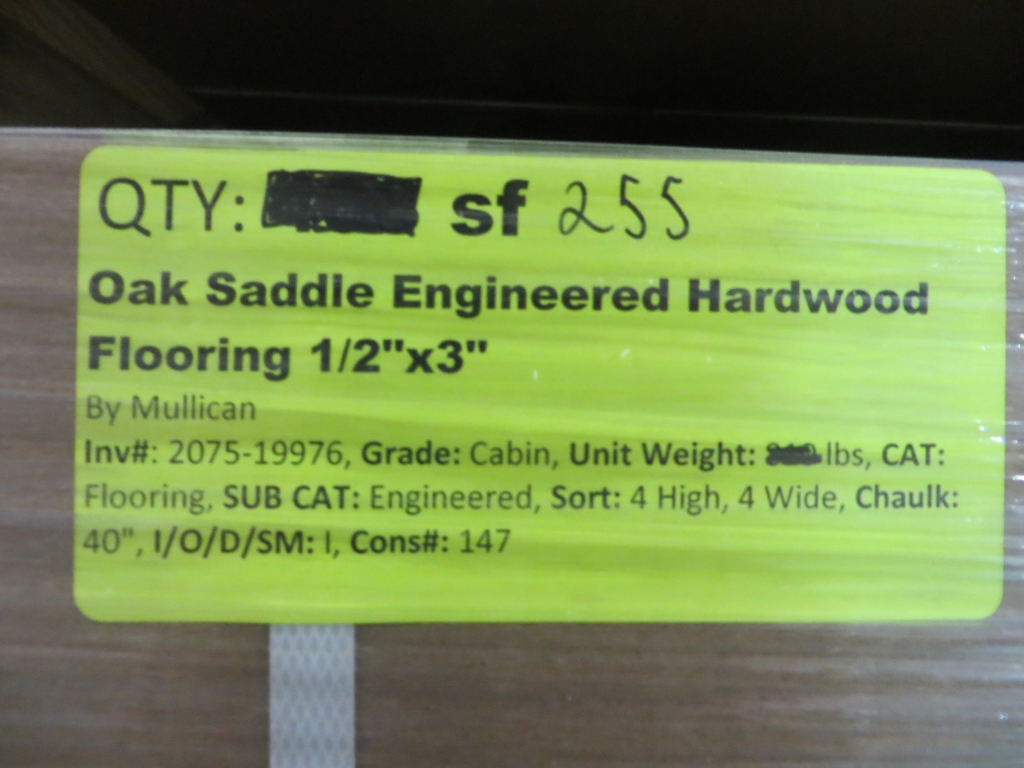 QTY: sf 255
Oak Saddle Engineered Hardwood
Flooring 1/2"x3"
By Mullican
Inv#: 2075-19976, Grade: Cabin, Unit Weight: lbs, CAT:
Flooring, SUB CAT: Engineered, Sort: 4 High, 4 Wide, Chaulk:
40", I/O/D/SM: I, Cons#: 147